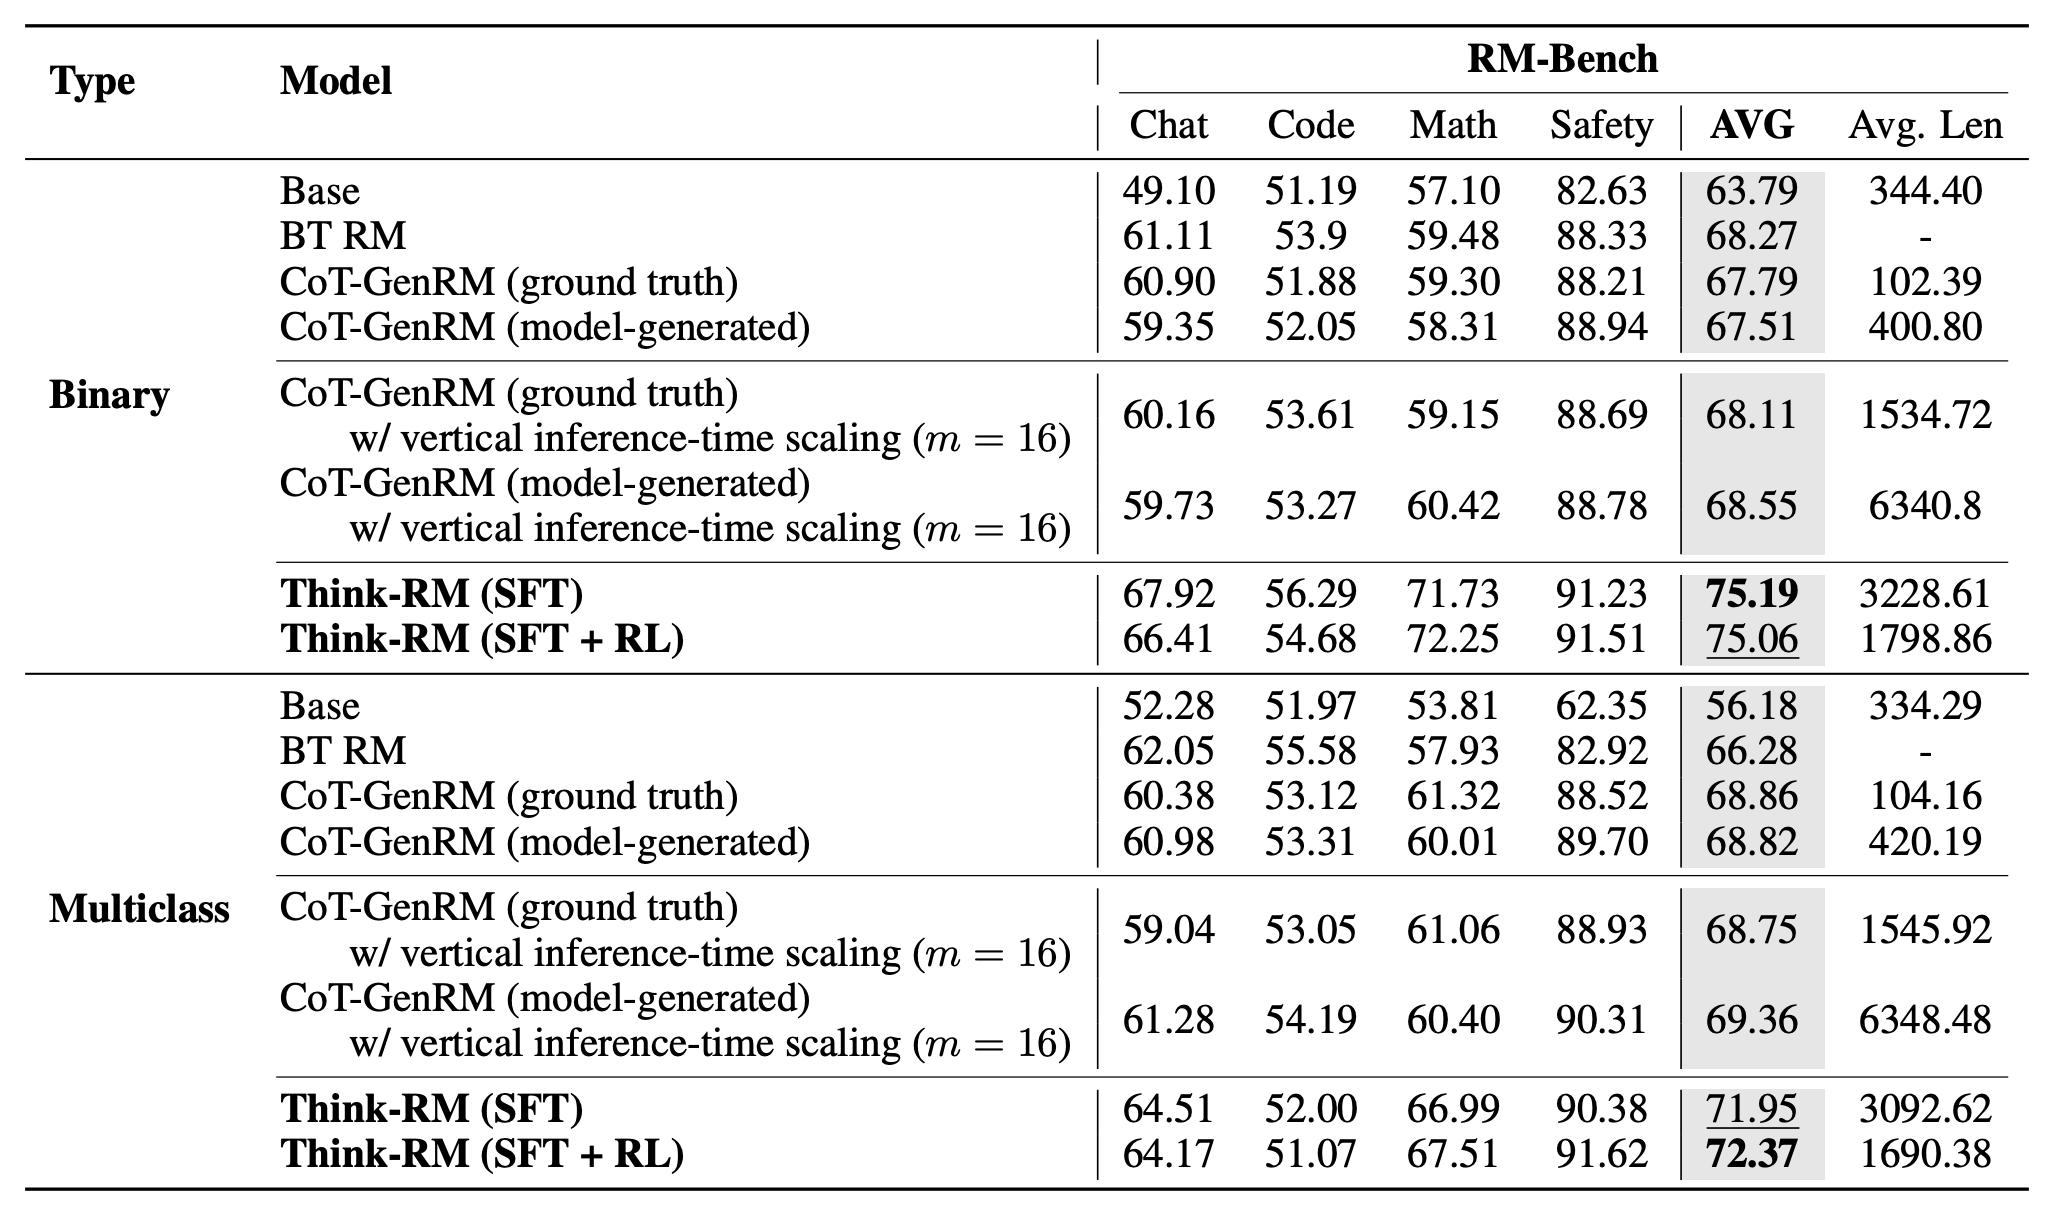 Type Model RM-Bench
Chat Code Math Safety AVG Avg. Len
Base 49.10 51.19 57.10 82.63 63.79 344.40
BT RM 61.11 53.9 59.48 88.33 68.27 -
CoT-GenRM (ground truth) 60.90 51.88 59.30 88.21 67.79 102.39
CoT-GenRM (model-generated) 59.35 52.05 58.31 88.94 67.51 400.80
Binary
CoT-GenRM (ground truth)
w/ vertical inference-time scaling (m = 16) 60.16 53.61 59.15 88.69 68.11 1534.72
CoT-GenRM (model-generated)
w/ vertical inference-time scaling (m = 16) 59.73 53.27 60.42 88.78 68.55 6340.8
Think-RM (SFT) 67.92 56.29 71.73 91.23 75.19 3228.61
Think-RM (SFT + RL) 66.41 54.68 72.25 91.51 75.06 1798.86
Base 52.28 51.97 53.81 62.35 56.18 334.29
BT RM 62.05 55.58 57.93 82.92 66.28 -
CoT-GenRM (ground truth) 60.38 53.12 61.32 88.52 68.86 104.16
CoT-GenRM (model-generated) 60.98 53.31 60.01 89.70 68.82 420.19
Multiclass
CoT-GenRM (ground truth)
w/ vertical inference-time scaling (m = 16) 59.04 53.05 61.06 88.93 68.75 1545.92
CoT-GenRM (model-generated)
w/ vertical inference-time scaling (m = 16) 61.28 54.19 60.40 90.31 69.36 6348.48
Think-RM (SFT) 64.51 52.00 66.99 90.38 71.95 3092.62
Think-RM (SFT + RL) 64.17 51.07 67.51 91.62 72.37 1690.38